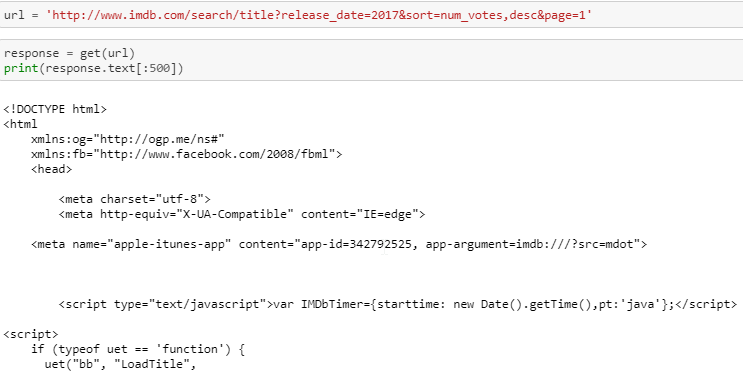 url = 'http://www.imdb.com/search/title?release_date=2017&sort=num_votes,desc&page=1'
response = get(url)
print(response.text[:500])
<!DOCTYPE html>
<html
    xmlns:og="http://ogp.me/ns#"
    xmlns:fb="http://www.facebook.com/2008/fbml">
    <head>
        <meta charset="utf-8">
        <meta http-equiv="X-UA-Compatible" content="IE=edge">
    <meta name="apple-itunes-app" content="app-id=342792525, app-argument=imdb:///?src=mdot">
        <script type="text/javascript">var IMDbTimer={starttime: new Date().getTime(),pt:'java'};</script>
<script>
    if (typeof uet == 'function') {
      uet("bb", "LoadTitle",